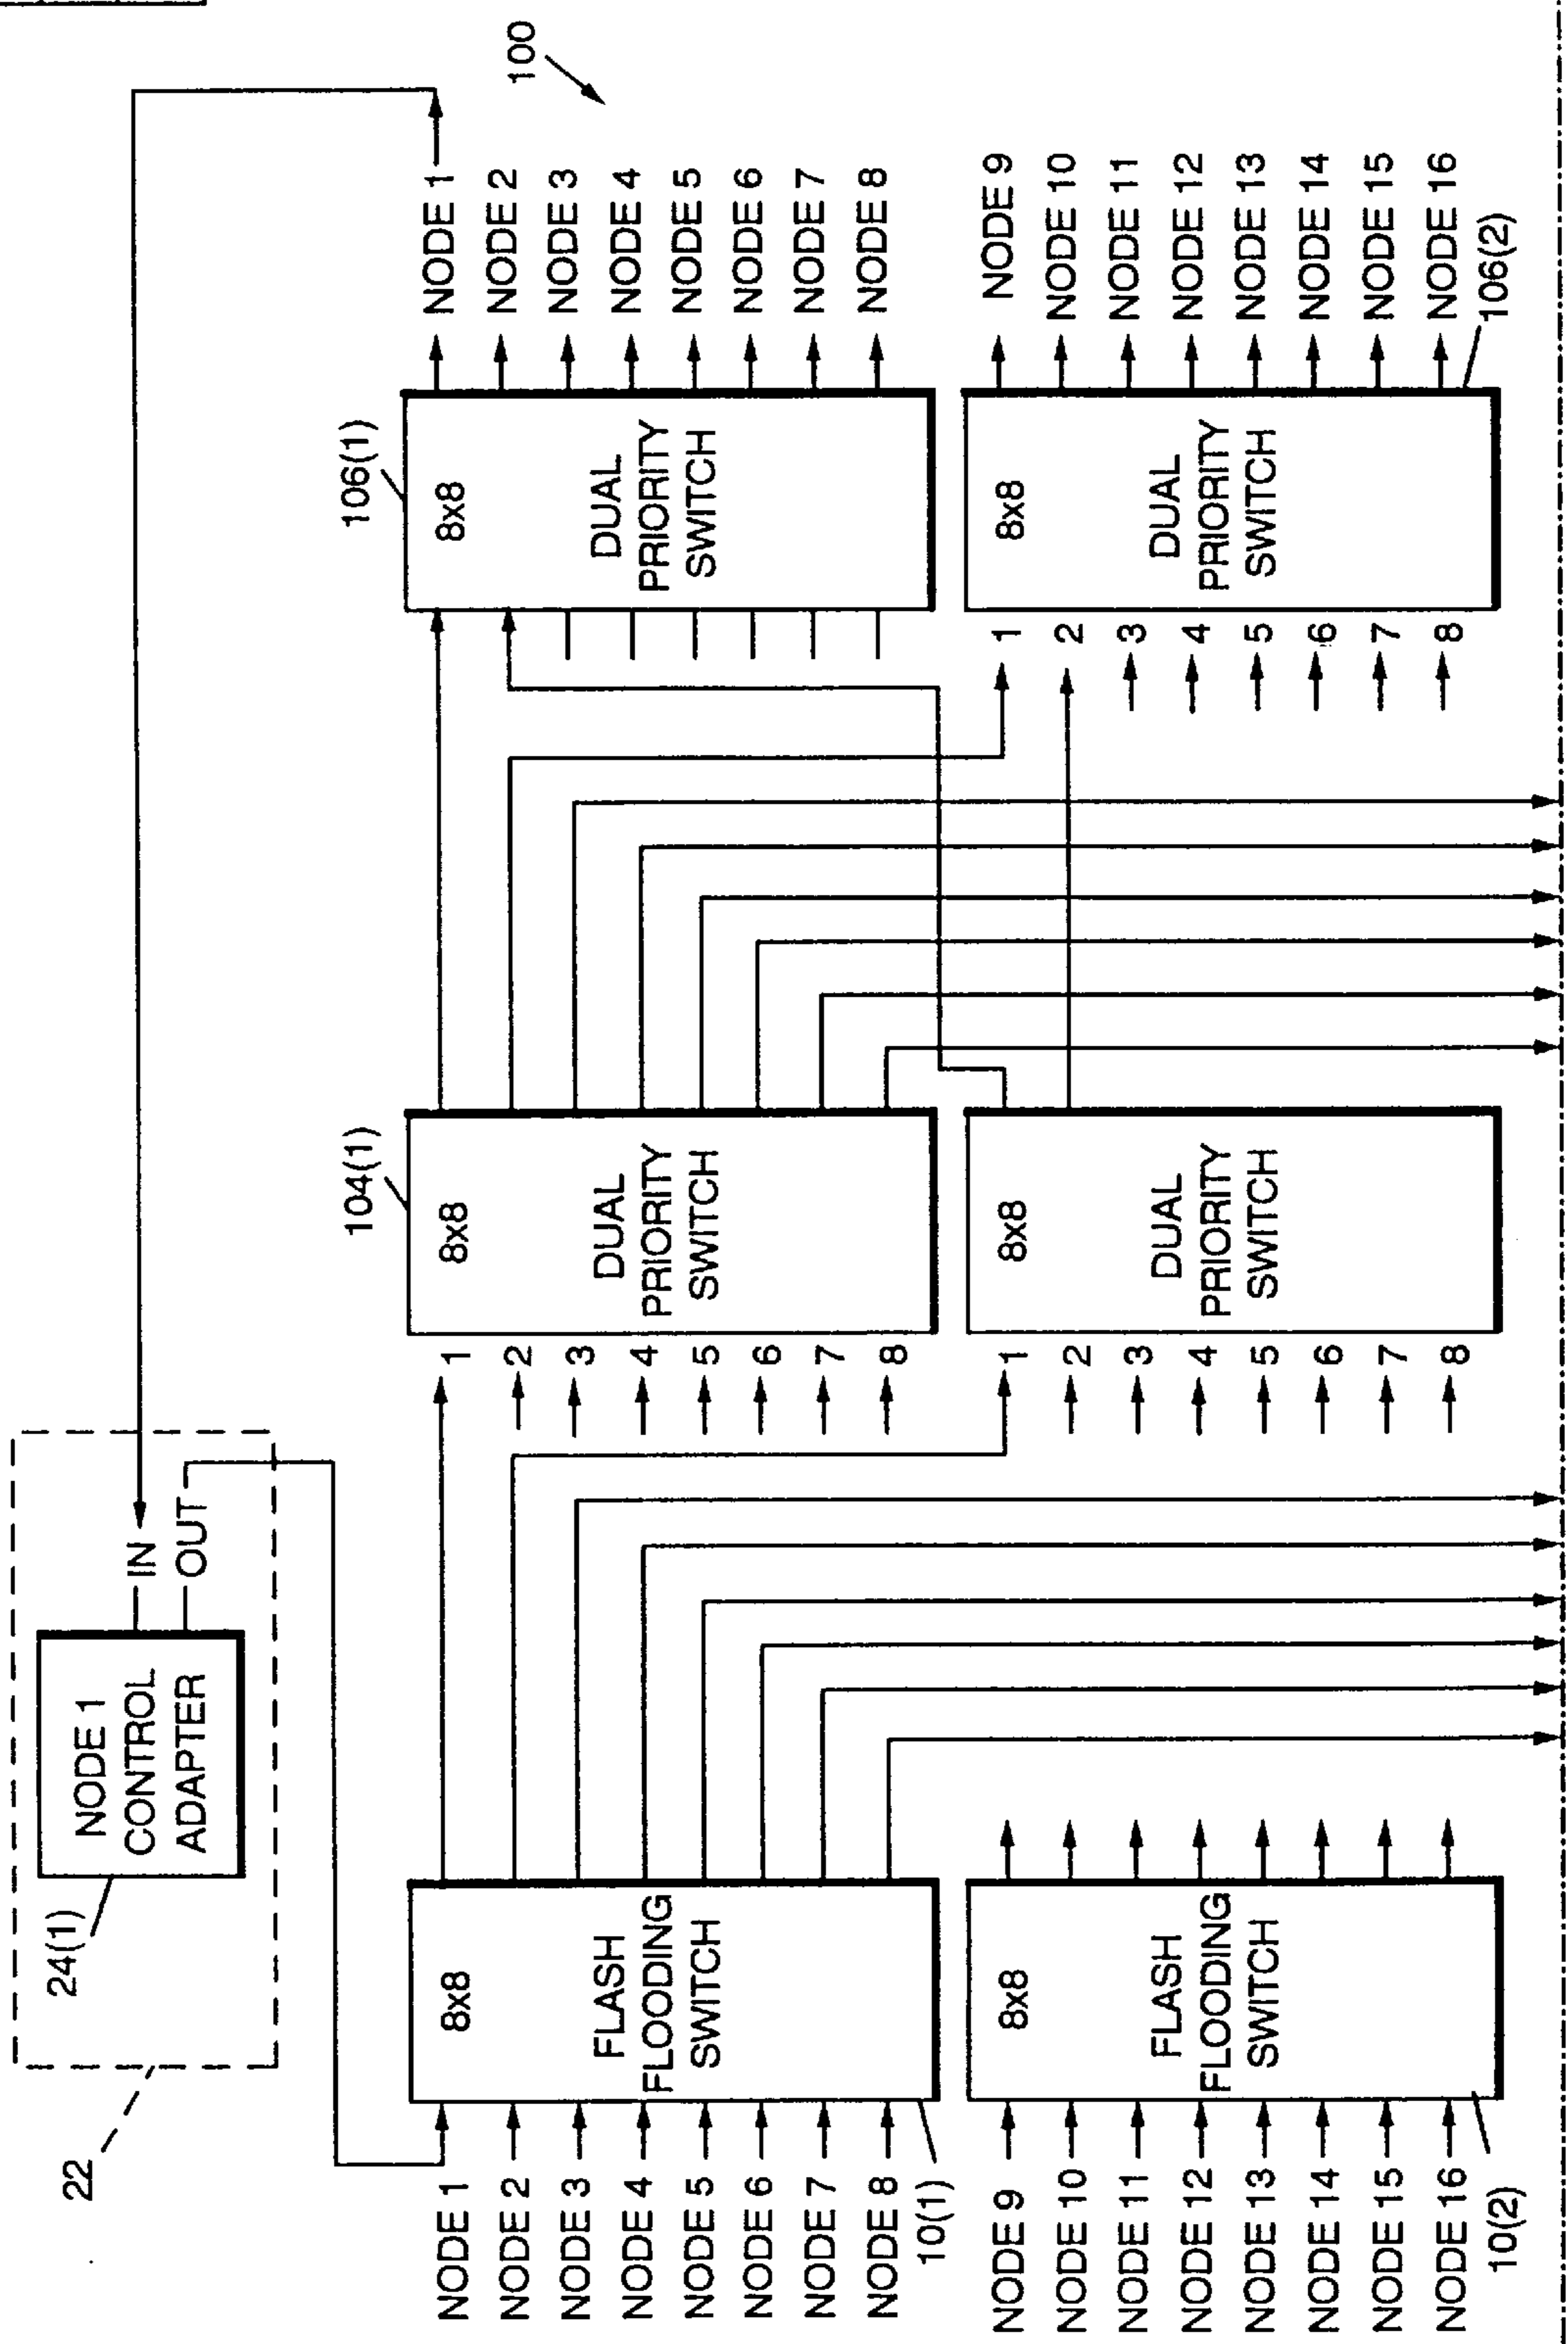 100
22
24(1)
NODE 1
CONTROL
ADAPTER
IN
OUT
NODE 1
NODE 2
NODE 3
NODE 4
NODE 5
NODE 6
NODE 7
NODE 8
10(1)
8x8
FLASH
FLOODING
SWITCH
104(1)
1
2
3
4
5
6
7
8
8x8
DUAL
PRIORITY
SWITCH
106(1)
8x8
DUAL
PRIORITY
SWITCH
NODE 1
NODE 2
NODE 3
NODE 4
NODE 5
NODE 6
NODE 7
NODE 8
NODE 9
NODE 10
NODE 11
NODE 12
NODE 13
NODE 14
NODE 15
NODE 16
10(2)
8x8
FLASH
FLOODING
SWITCH
1
2
3
4
5
6
7
8
8x8
DUAL
PRIORITY
SWITCH
1
2
3
4
5
6
7
8
8x8
DUAL
PRIORITY
SWITCH
106(2)
NODE 9
NODE 10
NODE 11
NODE 12
NODE 13
NODE 14
NODE 15
NODE 16